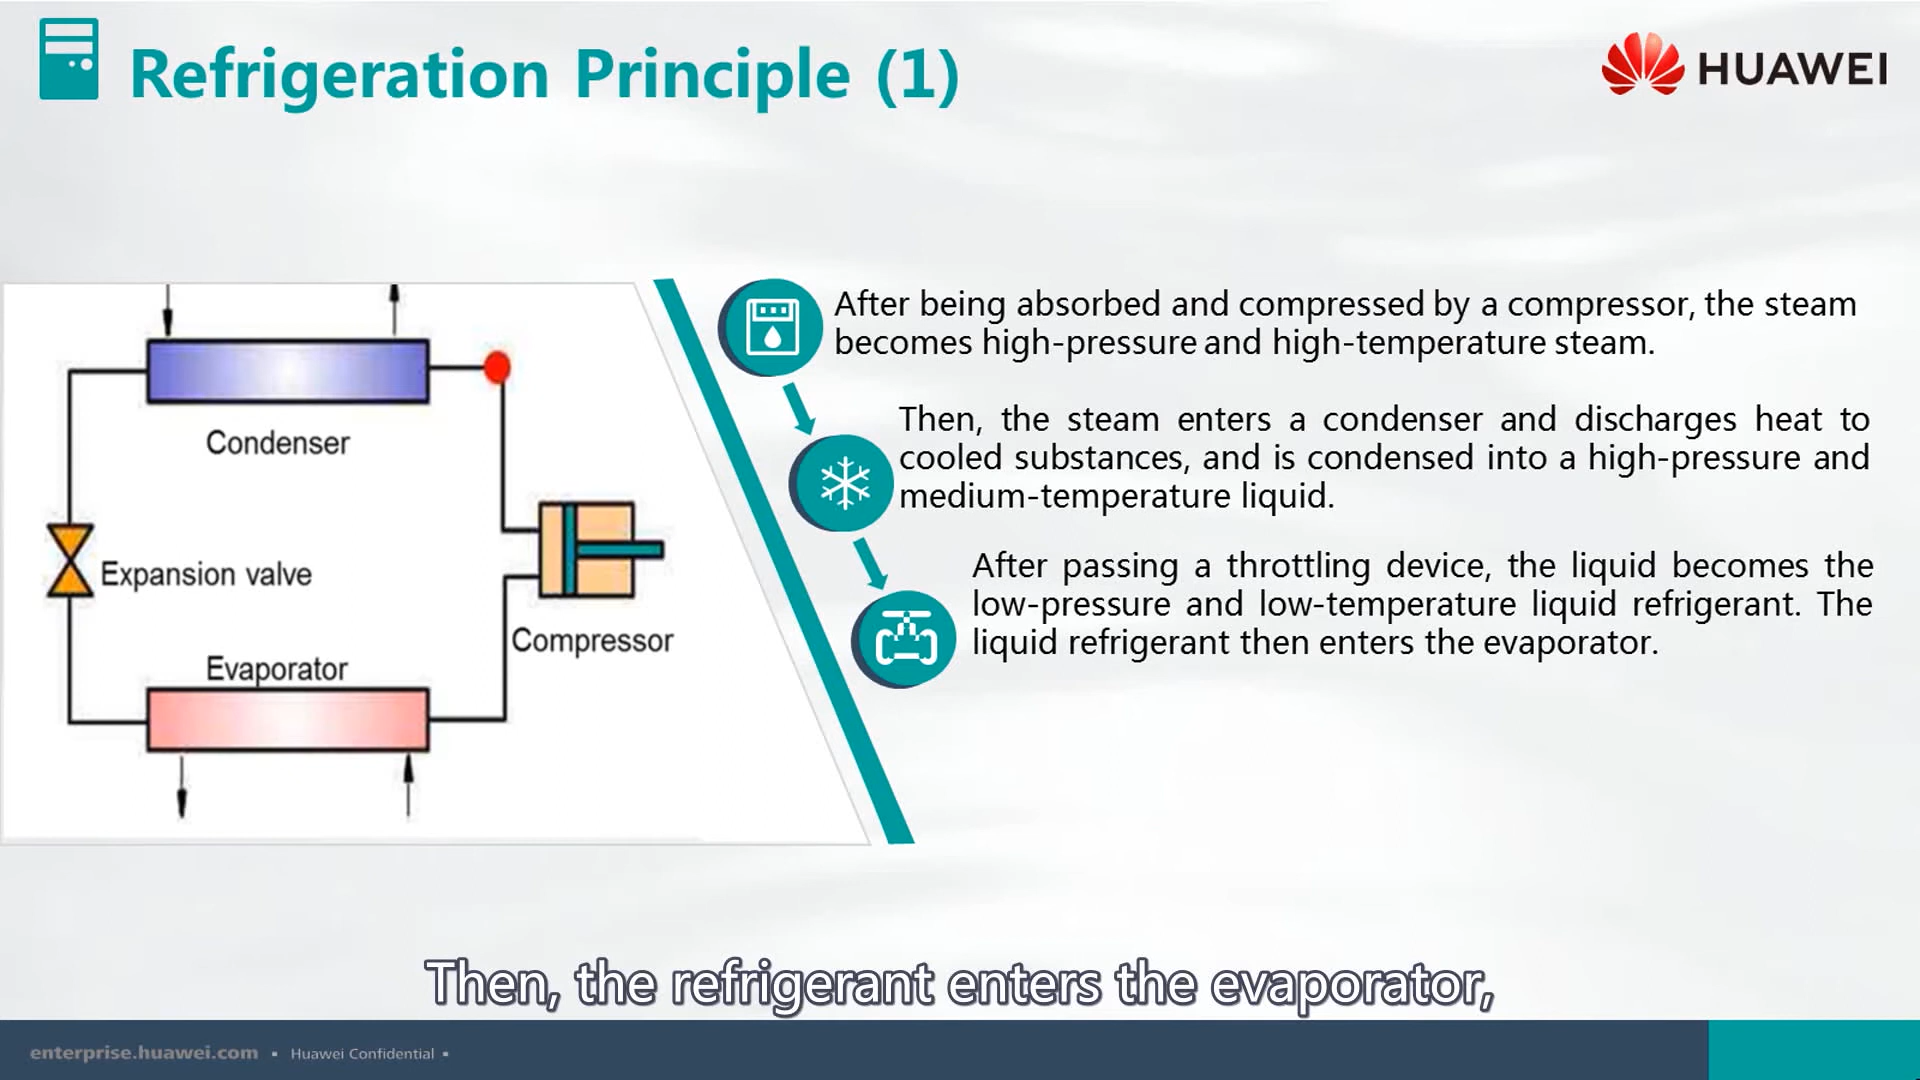 Refrigeration Principle (1)
HUAWEI
Condenser
Expansion valve
Compressor
Evaporator
After being absorbed and compressed by a compressor, the steam
becomes high-pressure and high-temperature steam.
Then, the steam enters a condenser and discharges heat to
cooled substances, and is condensed into a high-pressure and
medium-temperature liquid.
After passing a throttling device, the liquid becomes the
low-pressure and low-temperature liquid refrigerant. The
liquid refrigerant then enters the evaporator.
Then, the refrigerant enters the evaporator,
enterprise.huawei.com ▪ Huawei Confidential ▪